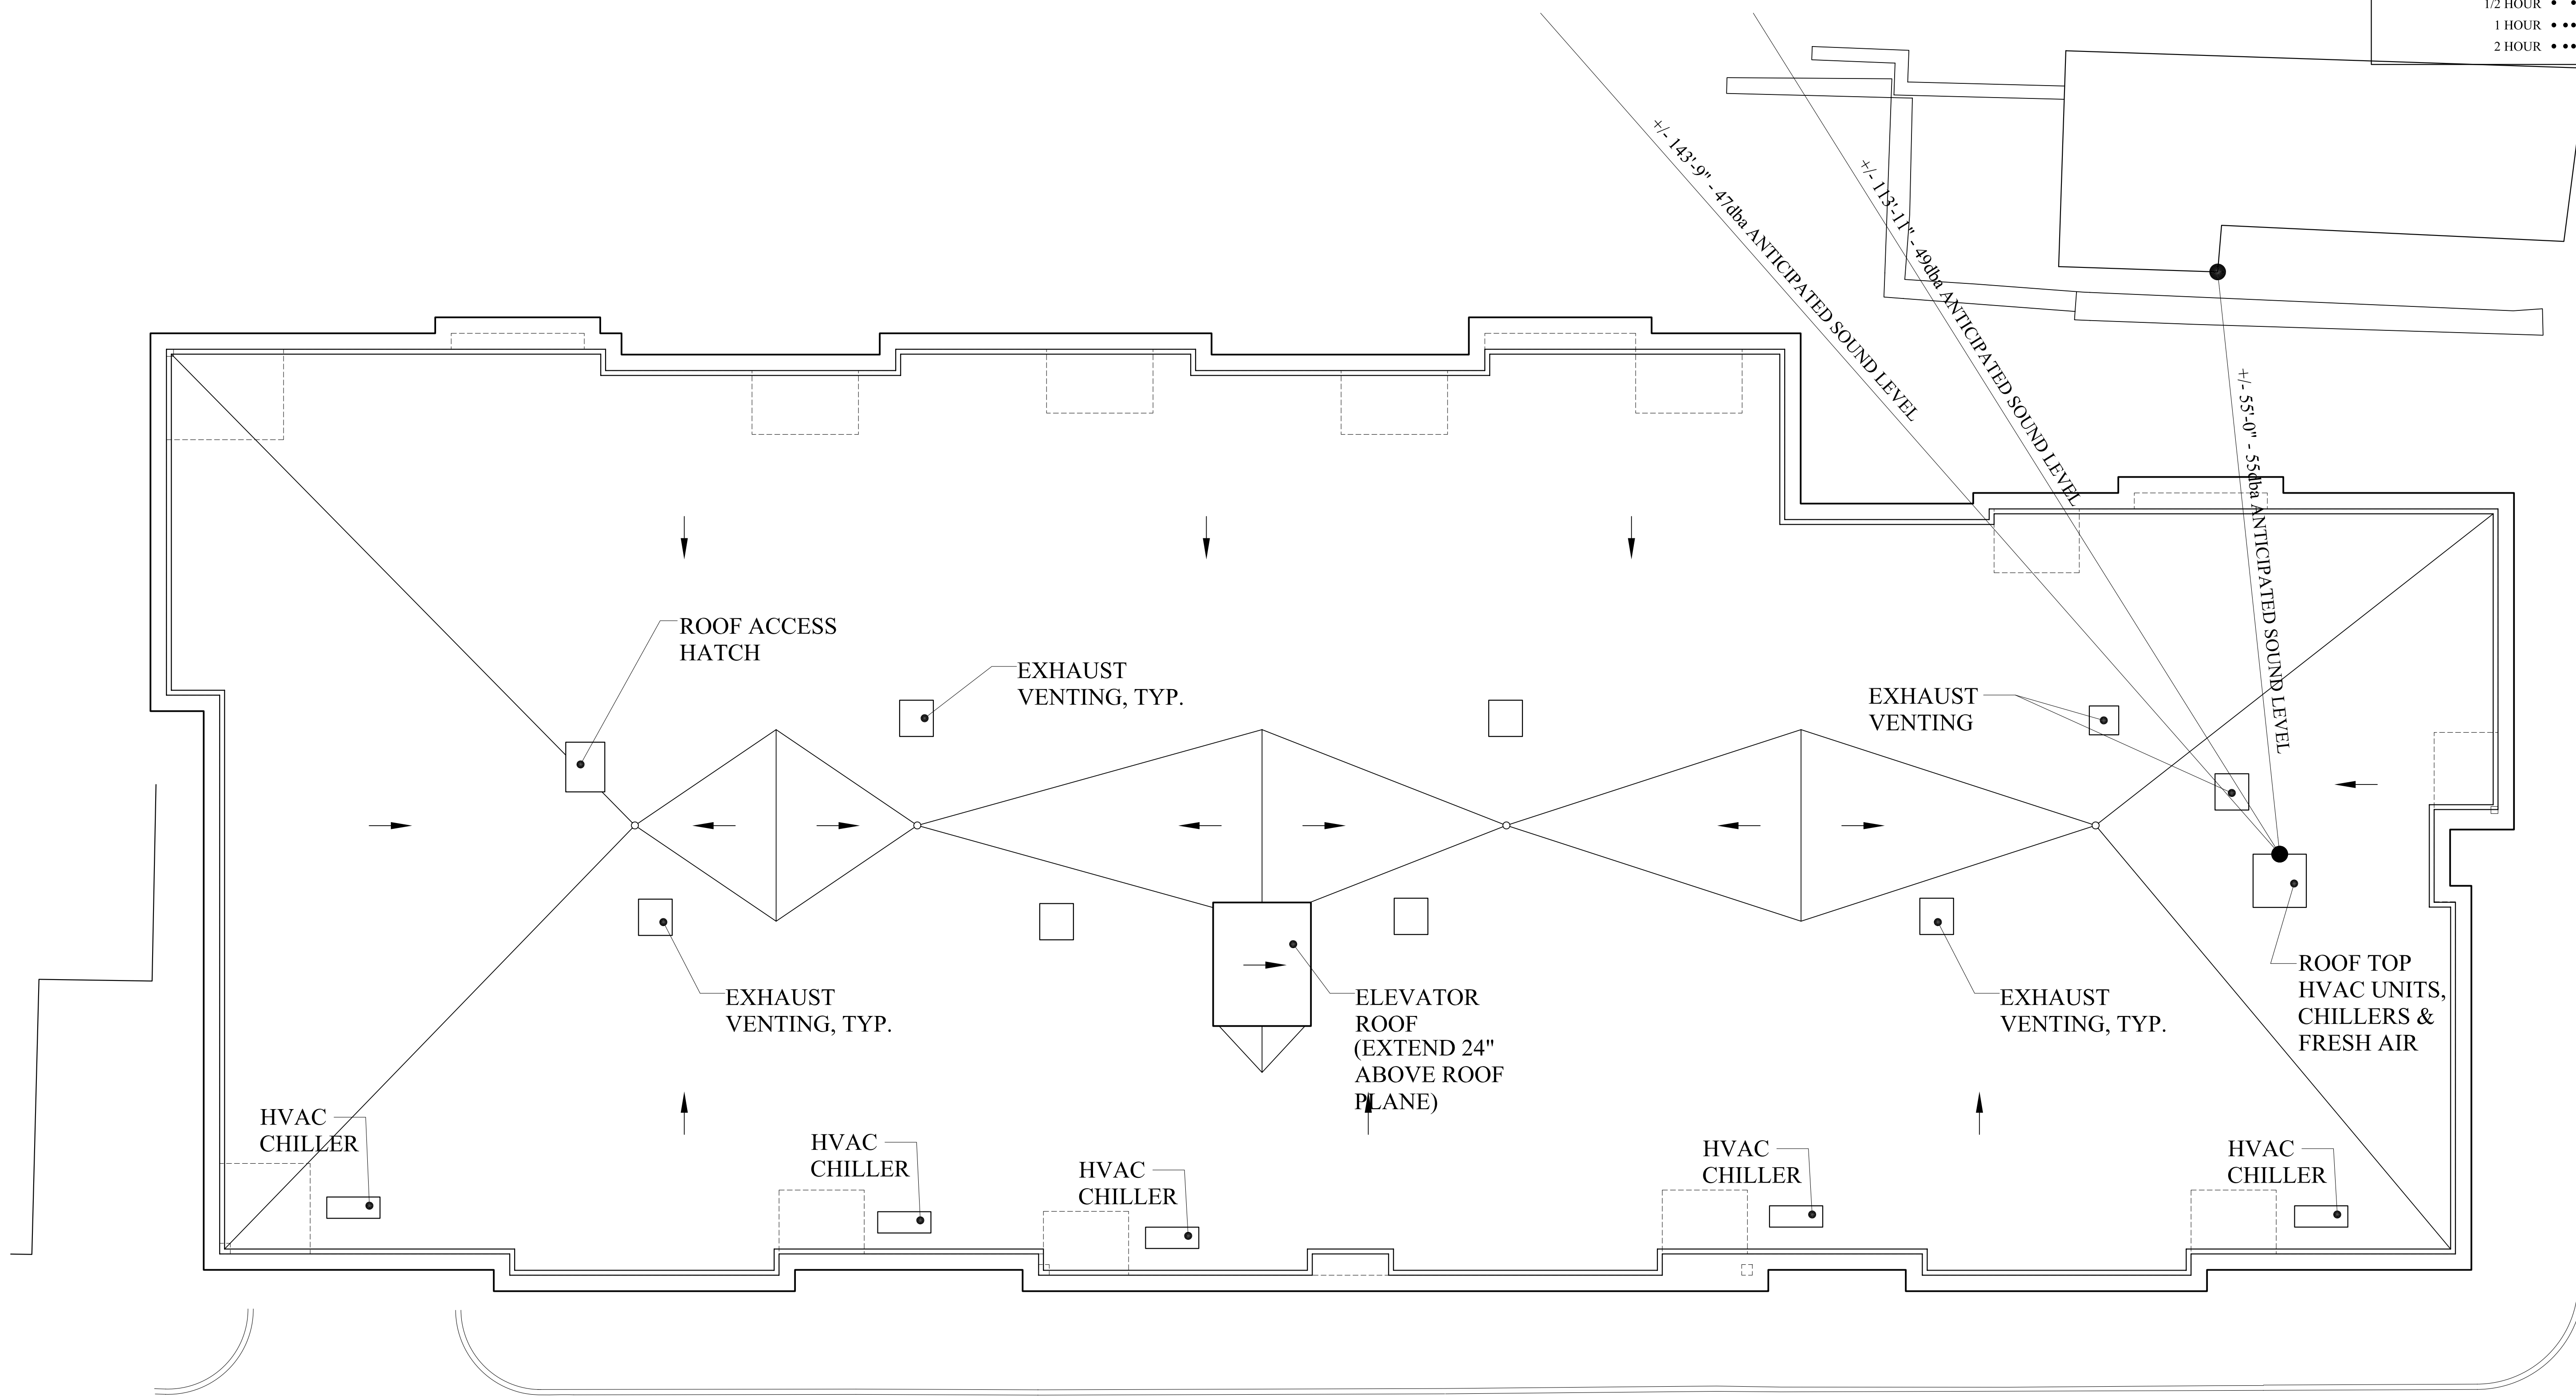 1/2 HOUR
1 HOUR
2 HOUR
+/- 143'-9" - 47dba ANTICIPATED SOUND LEVEL
+/- 113'-11" - 49dba ANTICIPATED SOUND LEVEL
+/- 55'-0" - 55dba ANTICIPATED SOUND LEVEL
ROOF ACCESS
HATCH
EXHAUST
VENTING, TYP.
EXHAUST
VENTING
EXHAUST
VENTING, TYP.
ELEVATOR
ROOF
(EXTEND 24"
ABOVE ROOF
PLANE)
EXHAUST
VENTING, TYP.
ROOF TOP
HVAC UNITS,
CHILLERS &
FRESH AIR
HVAC
CHILLER
HVAC
CHILLER
HVAC
CHILLER
HVAC
CHILLER
HVAC
CHILLER